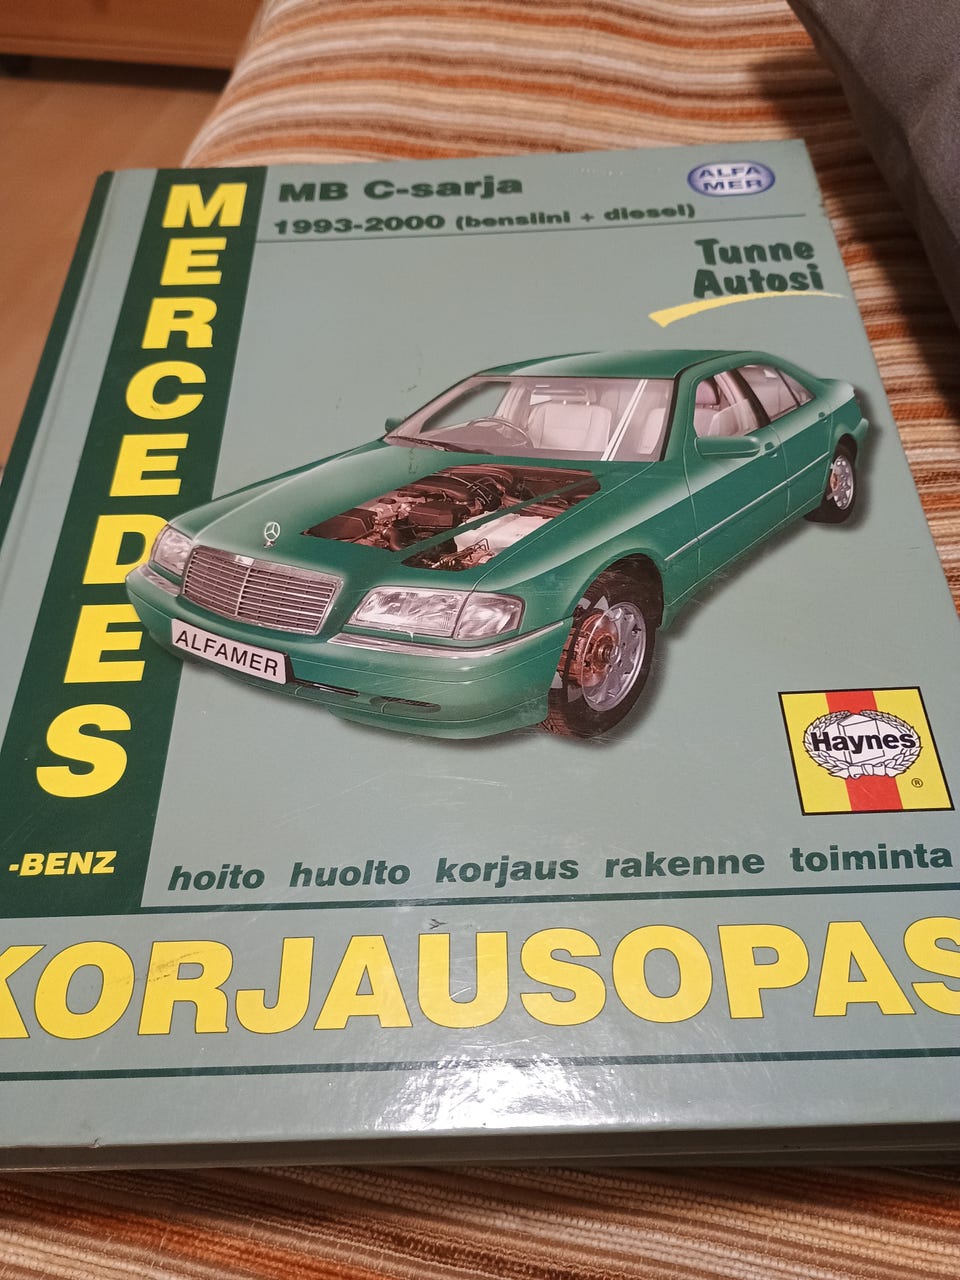 MERCEDES
-BENZ
MB C-sarja
1993-2000 (bensiini + diesel)
ALFA
MER
Tunne
Autosi
ALFAMER
Haynes
®
hoito huolto korjaus rakenne toiminta
KORJAUSOPAS